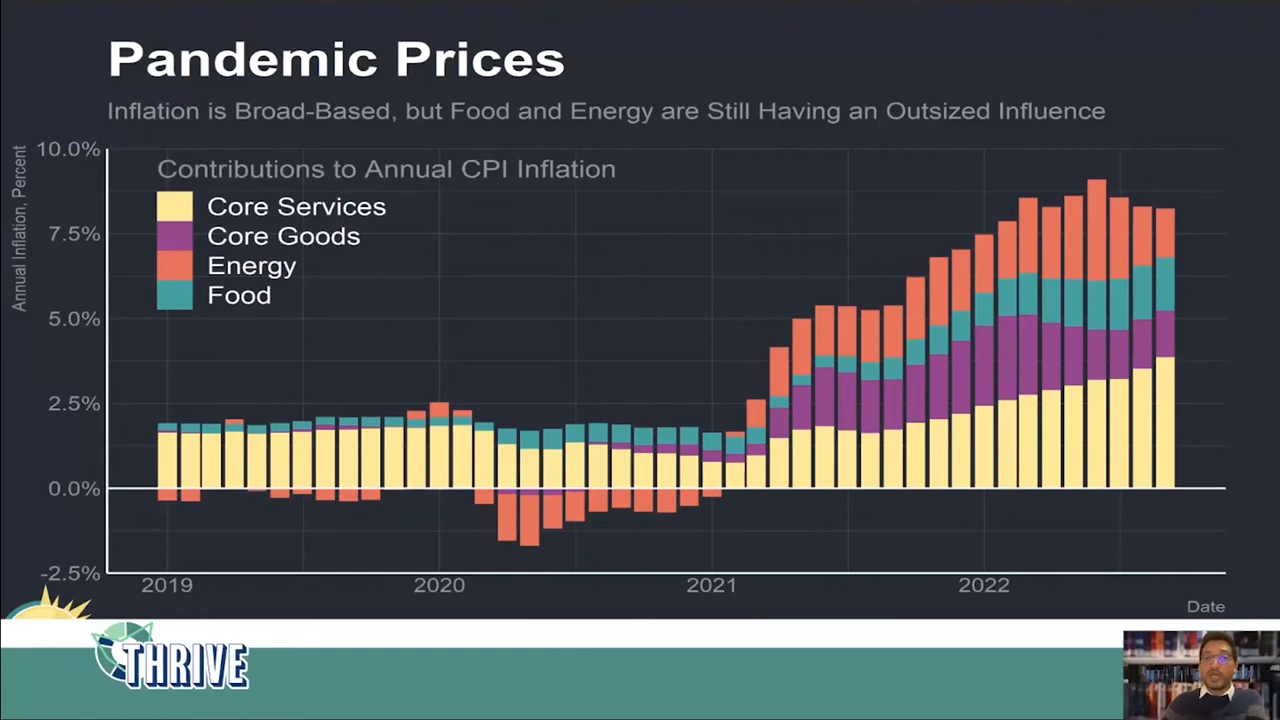 Pandemic Prices
Inflation is Broad-Based, but Food and Energy are Still Having an Outsized Influence
Annual Inflation, Percent
Contributions to Annual CPI Inflation
Core Services
Core Goods
Energy
Food
10.0%
7.5%
5.0%
2.5%
0.0%
-2.5%
2019 2020 2021 2022
Date
THRIVE